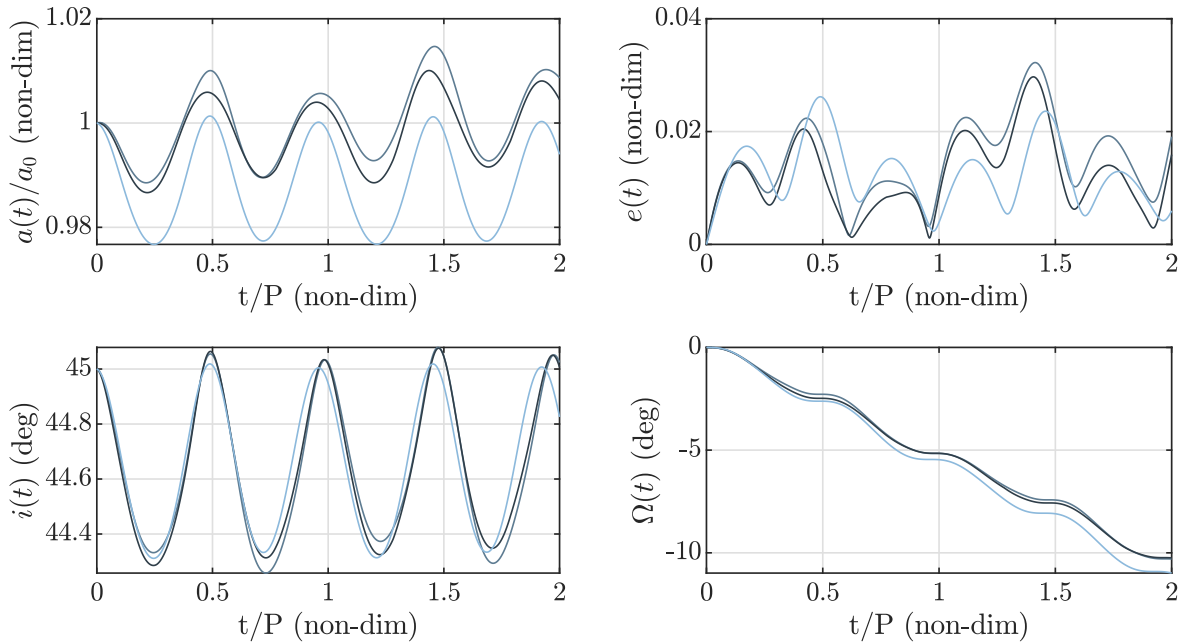 1.02
1
0.98
a(t)/a₀ (non-dim)
0 0.5 1 1.5 2
t/P (non-dim)
0.04
0.02
0
e(t) (non-dim)
0 0.5 1 1.5 2
t/P (non-dim)
45
44.8
44.6
44.4
i(t) (deg)
0 0.5 1 1.5 2
t/P (non-dim)
0
-5
-10
Ω(t) (deg)
0 0.5 1 1.5 2
t/P (non-dim)